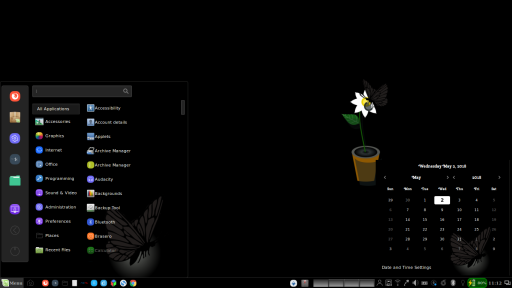 All Applications
Accessories
Graphics
Internet
Office
Programming
Sound & Video
Administration
Preferences
Places
Recent Files
Accessibility
Account details
Applets
Archive Manager
Archive Manager
Audacity
Backgrounds
Backup Tool
Bluetooth
Brasero
Calculator
Wednesday May 2, 2018
May
2018
Sun Mon Tue Wed Thu Fri Sat
29 30 1 2 3 4 5
6 7 8 9 10 11 12
13 14 15 16 17 18 19
20 21 22 23 24 25 26
27 28 29 30 31 1 2
3 4 5 6 7 8 9
Date and Time Settings
Menu
11:12